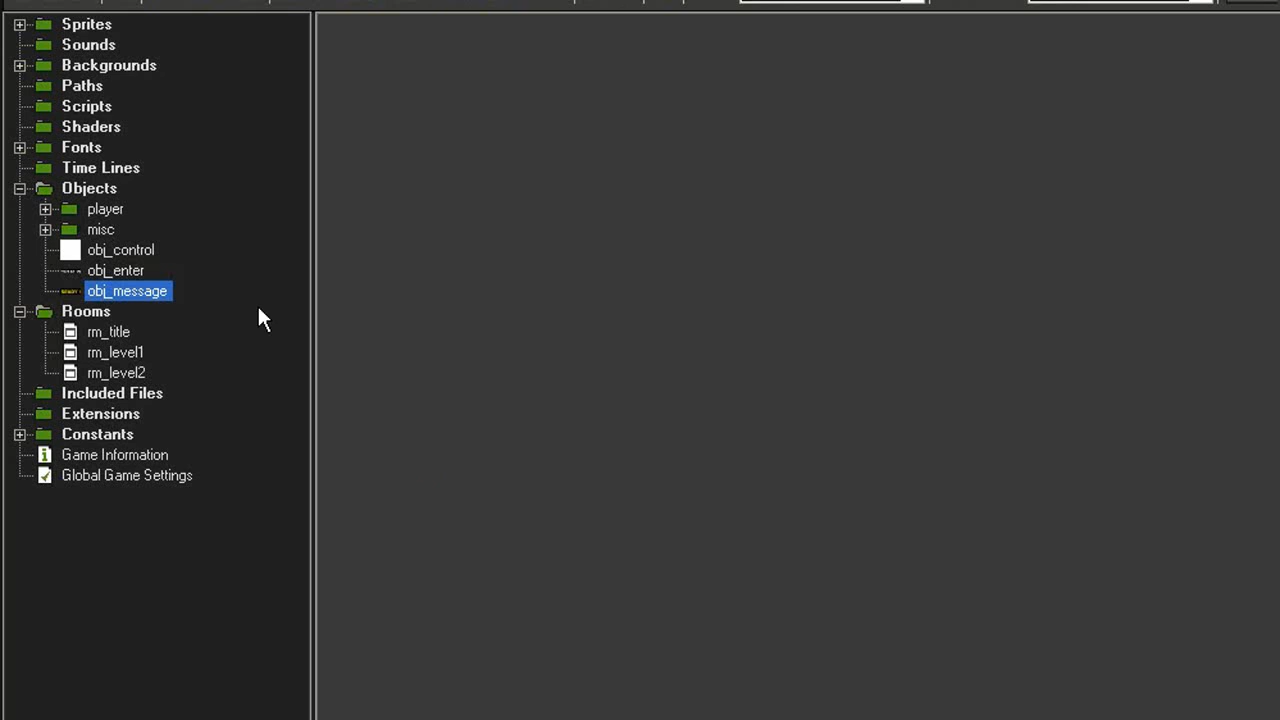 Sprites
Sounds
Backgrounds
Paths
Scripts
Shaders
Fonts
Time Lines
Objects
player
misc
obj_control
obj_enter
obj_message
Rooms
rm_title
rm_level1
rm_level2
Included Files
Extensions
Constants
Game Information
Global Game Settings